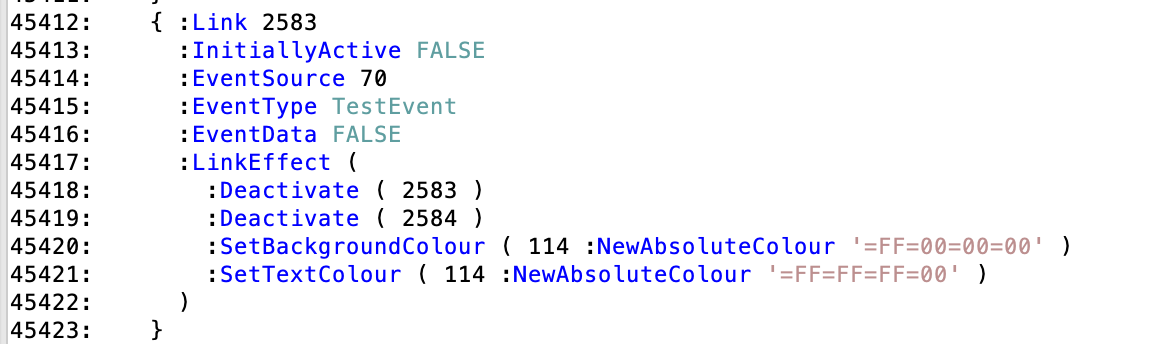 45412:    { :Link 2583
45413:      :InitiallyActive FALSE
45414:      :EventSource 70
45415:      :EventType TestEvent
45416:      :EventData FALSE
45417:      :LinkEffect (
45418:        :Deactivate ( 2583 )
45419:        :Deactivate ( 2584 )
45420:        :SetBackgroundColour ( 114 :NewAbsoluteColour '=FF=00=00=00' )
45421:        :SetTextColour ( 114 :NewAbsoluteColour '=FF=FF=FF=00' )
45422:      )
45423:    }